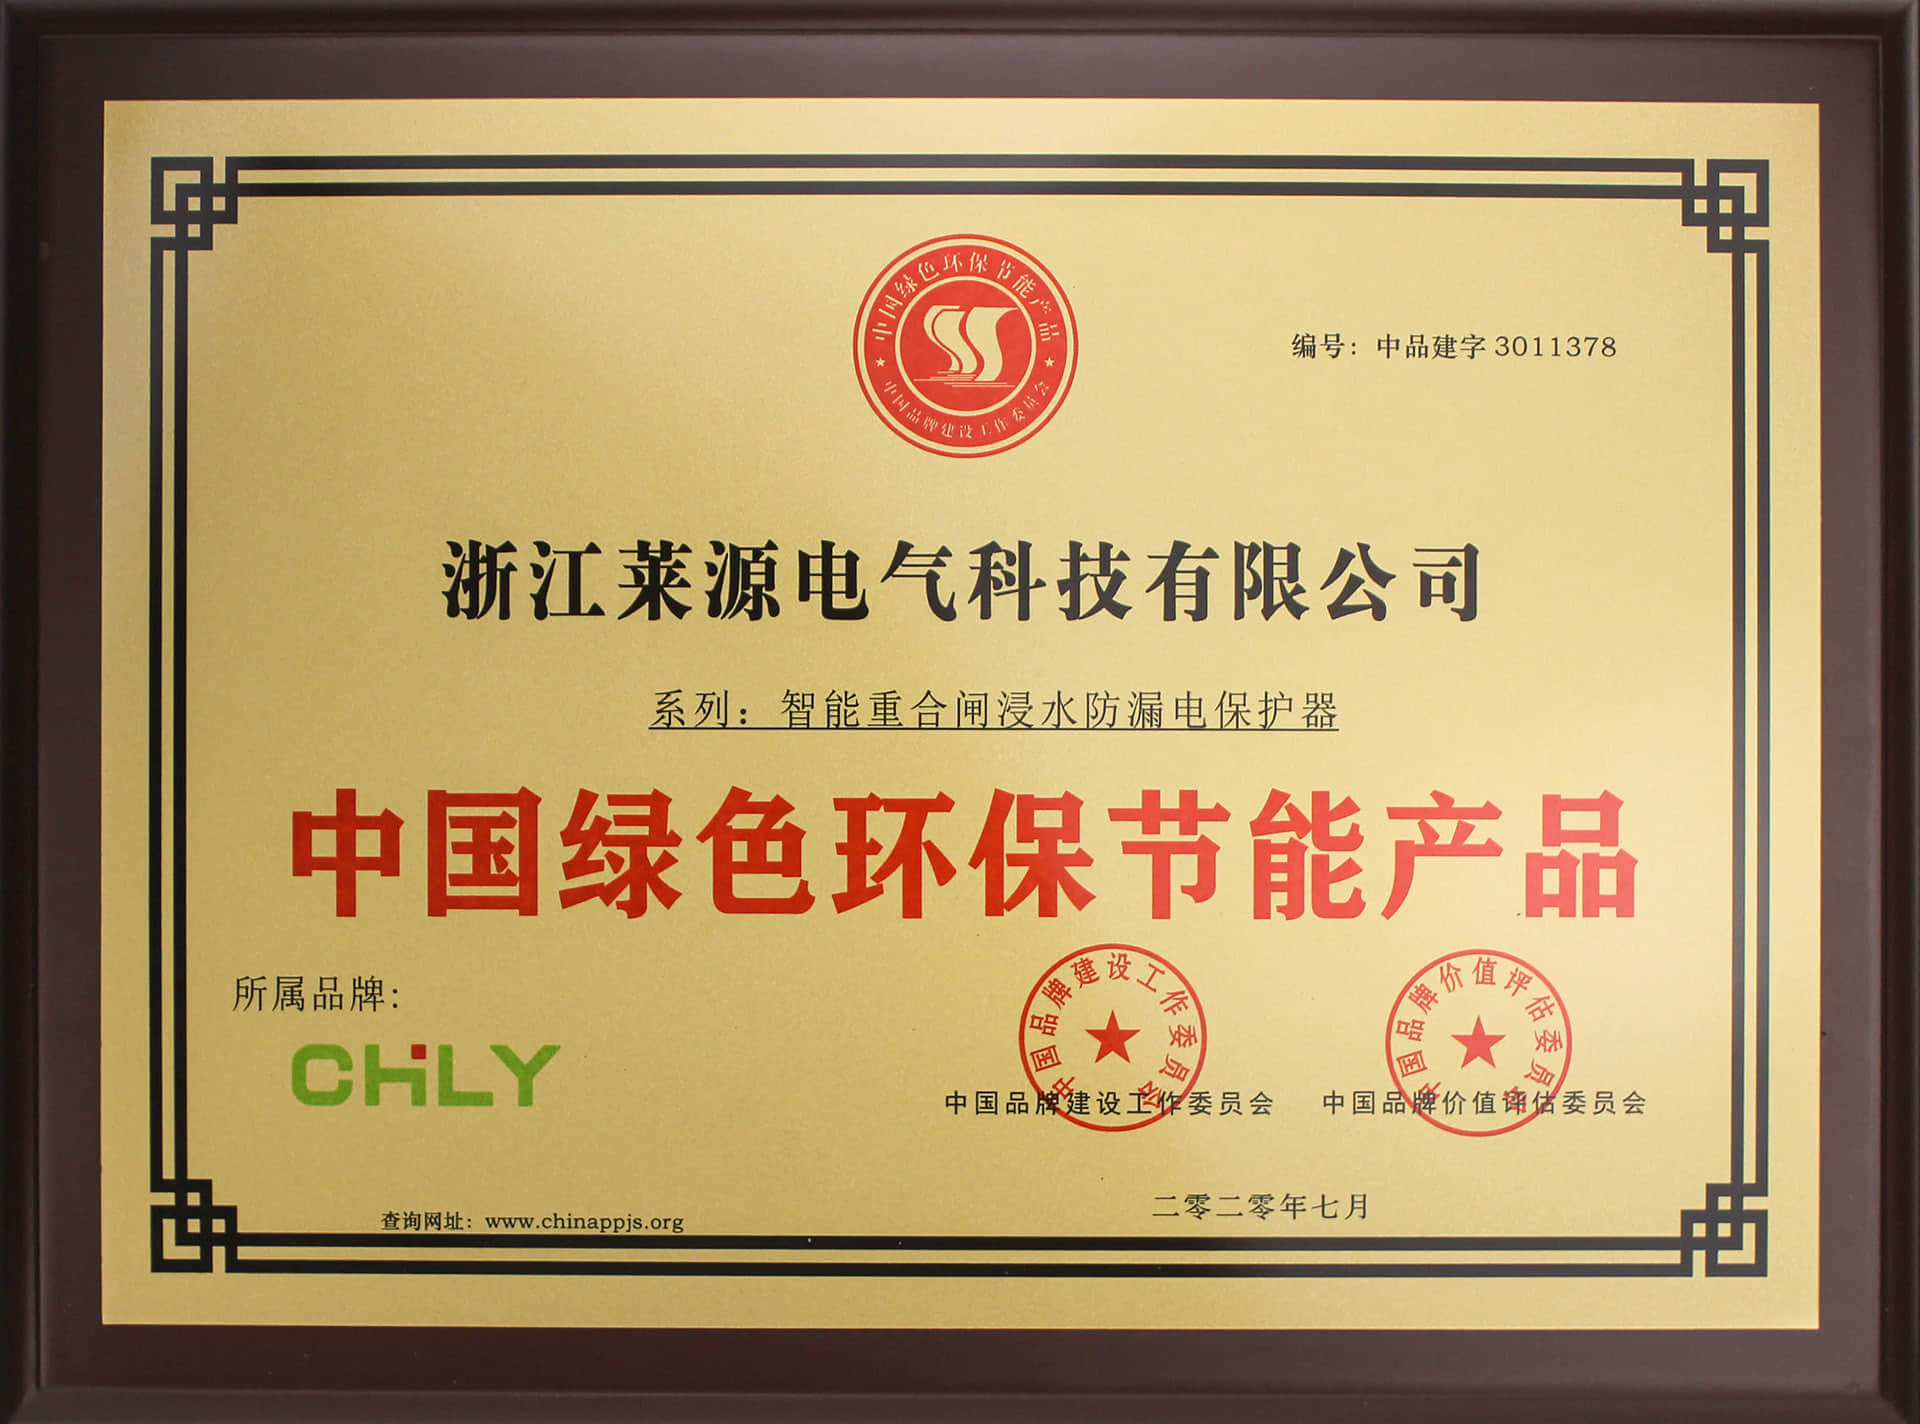 中国绿色环保节能产品
中国品牌建设工作委员会
编号：中品建字 3011378
浙江莱源电气科技有限公司
系列：智能重合闸浸水防漏电保护器
中国绿色环保节能产品
所属品牌：
CHLY
中国品牌建设工作委员会
中国品牌价值评估委员会
中国品牌建设工作委员会 中国品牌价值评估委员会
二零二零年七月
查询网址：www.chinappjs.org